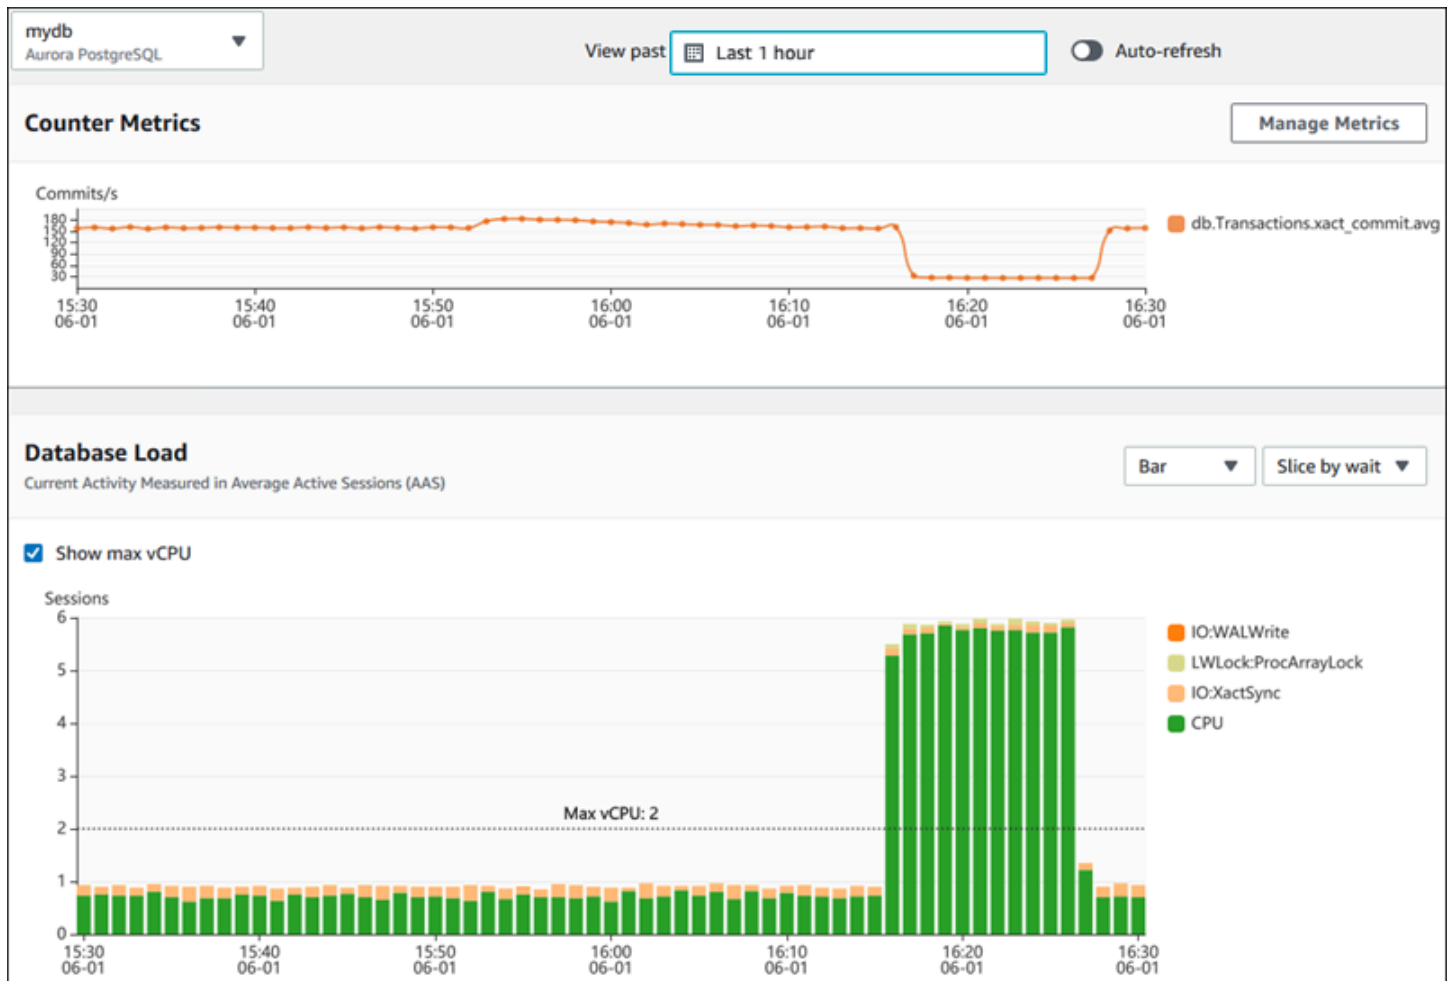 mydb
Aurora PostgreSQL
View past
Last 1 hour
Auto-refresh
Counter Metrics
Manage Metrics
Commits/s
180
150
120
90
60
30
15:30 15:40 15:50 16:00 16:10 16:20 16:30
06-01 06-01 06-01 06-01 06-01 06-01 06-01
db.Transactions.xact_commit.avg
Database Load
Current Activity Measured in Average Active Sessions (AAS)
Bar
Slice by wait
Show max vCPU
Sessions
6
5
4
3
2
1
0
Max vCPU: 2
15:30 15:40 15:50 16:00 16:10 16:20 16:30
06-01 06-01 06-01 06-01 06-01 06-01 06-01
IO:WALWrite
LWLock:ProcArrayLock
IO:XactSync
CPU